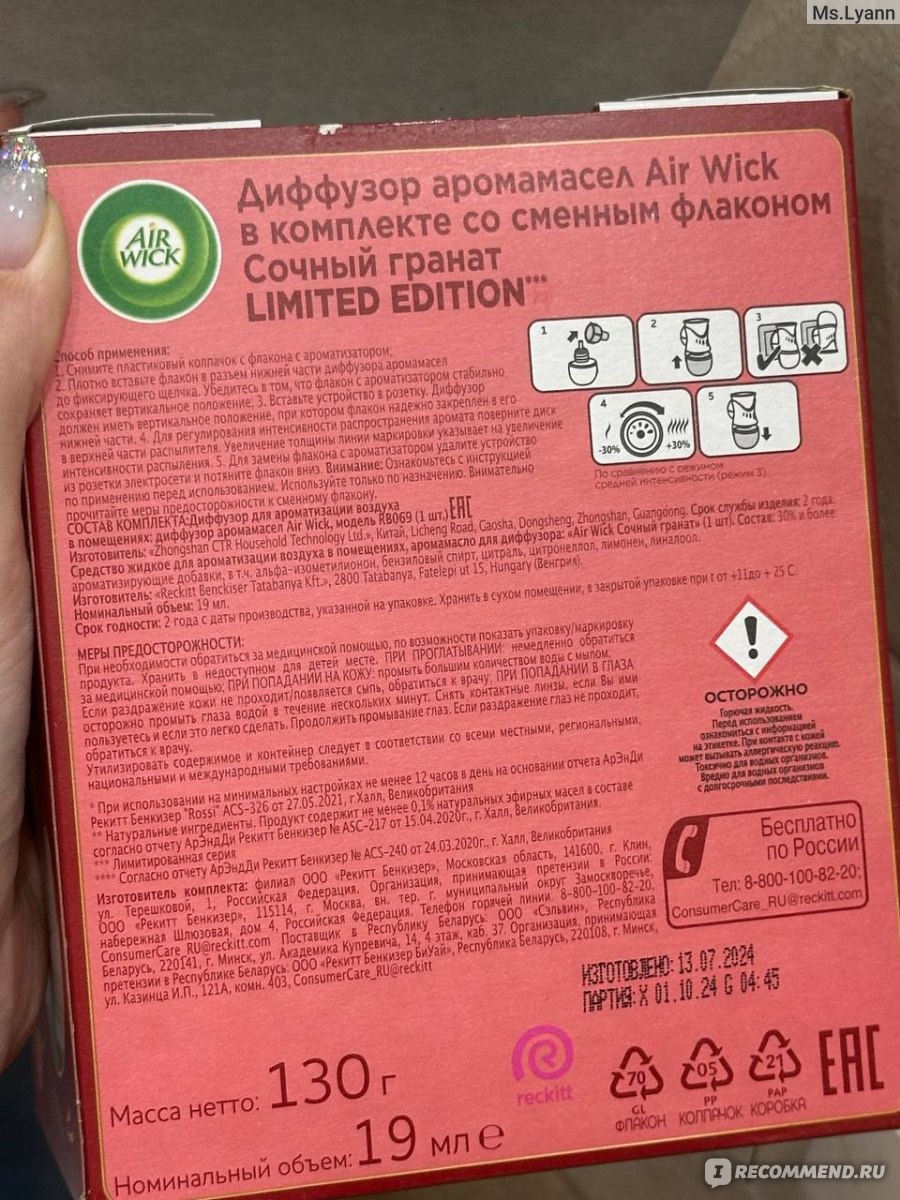 Ms.Lyann
AIR
WICK
Диффузор аромамасел Air Wick
в комплекте со сменным флаконом
Сочный гранат
LIMITED EDITION***
Способ применения:
1. Снимите пластиковый колпачок с флакона с ароматизатором;
2. Плотно вставьте флакон в разъем нижней части диффузора аромамасел
до фиксирующего щелчка. Убедитесь в том, что флакон с ароматизатором стабильно
сохраняет вертикальное положение; 3. Вставьте устройство в розетку. Диффузор
должен иметь вертикальное положение, при котором флакон надежно закреплен в его
нижней части. 4. Для регулирования интенсивности распространения аромата поверните диск
в верхней части распылителя. Увеличение толщины линии маркировки указывает на увеличение
интенсивности распыления. 5. Для замены флакона с ароматизатором удалите устройство
из розетки электросети и потяните флакон вниз. Внимание: Ознакомьтесь с инструкцией
по применению перед использованием. Используйте только по назначению. Внимательно
прочитайте меры предосторожности к сменному флакону.
1
2
3
4
-30%
+30%
5
По сравнению с режимом
средней интенсивности (режим 3).
СОСТАВ КОМПЛЕКТА:Диффузор для ароматизации воздуха
в помещениях: диффузор аромамасел Air Wick, модель RB069 (1 шт.) EAC
Изготовитель: «Zhongshan CTR Household Technology Ltd.», Китай, Licheng Road, Gaosha, Dongsheng, Zhongshan, Guangdong. Срок службы изделия: 2 года.
Средство жидкое для ароматизации воздуха в помещениях, аромамасло для диффузора: «Air Wick Сочный гранат» (1 шт). Состав: 30% и более
ароматизирующие добавки, в т.ч. альфа-изометилионон, бензиловый спирт, цитраль, цитронеллол, лимонен, линалоол.
Изготовитель: «Reckitt Benckiser Tatabanya Kft.», 2800 Tatabanya, Fatelepi ut 15, Hungary (Венгрия).
Номинальный объем: 19 мл.
Срок годности: 2 года с даты производства, указанной на упаковке. Хранить в сухом помещении, в закрытой упаковке при t от +11до + 25 С.
МЕРЫ ПРЕДОСТОРОЖНОСТИ:
При необходимости обратиться за медицинской помощью, по возможности показать упаковку/маркировку
продукта. Хранить в недоступном для детей месте. ПРИ ПРОГЛАТЫВАНИИ: немедленно обратиться
за медицинской помощью; ПРИ ПОПАДАНИИ НА КОЖУ: промыть большим количеством воды с мылом;
Если раздражение кожи не проходит/появляется сыпь, обратиться к врачу; ПРИ ПОПАДАНИИ В ГЛАЗА:
осторожно промыть глаза водой в течение нескольких минут. Снять контактные линзы, если Вы ими
пользуетесь и если это легко сделать. Продолжить промывание глаз. Если раздражение глаз не проходит,
обратиться к врачу.
Утилизировать содержимое и контейнер следует в соответствии со всеми местными, региональными,
национальными и международными требованиями.
ОСТОРОЖНО
Горючая жидкость.
Перед использованием
ознакомиться с информацией
на этикетке. При контакте с кожей
может вызывать аллергическую реакцию.
Токсично для водных организмов
Вредно для водных организмов
с долгосрочными последствиями.
* При использовании на минимальных настройках не менее 12 часов в день на основании отчета АрЭнДи
Рекитт Бенкизер "Rossi" ACS-326 от 27.05.2021, г Халл, Великобритания
** Натуральные ингредиенты. Продукт содержит не менее 0,1% натуральных эфирных масел в составе
согласно отчету АрЭндДи Рекитт Бенкизер № ASC-217 от 15.04.2020г., г. Халл, Великобритания.
*** Лимитированная серия
**** Согласно отчету АрЭндДи Рекитт Бенкизер № ACS-240 от 24.03.2020г., г. Халл, Великобритания
Изготовитель комплекта: филиал ООО «Рекитт Бенкизер», Московская область, 141600, г. Клин,
ул. Терешковой, 1, Российская Федерация. Организация, принимающая претензии в России:
ООО «Рекитт Бенкизер», 115114, г. Москва, вн. тер. г. муниципальный округ Замоскворечье,
набережная Шлюзовая, дом 4, Российская Федерация. Телефон горячей линии: 8-800-100-82-20,
ConsumerCare_RU@reckitt.com Поставщик в Республику Беларусь: ООО «Сэльвин», Республика
Беларусь, 220141, г. Минск, ул. Академика Купревича, 14, 4 этаж, каб. 37. Организация, принимающая
претензии в Республике Беларусь: ООО «Рекитт Бенкизер БиУай», Республика Беларусь, 220108, г. Минск,
ул. Казинца И.П., 121А, комн. 403, ConsumerCare_RU@reckitt
Бесплатно
по России
Тел: 8-800-100-82-20;
ConsumerCare_RU@reckitt.com
ИЗГОТОВЛЕНО: 13.07.2024
ПАРТИЯ: X 01.10.24 G 04:45
Масса нетто: 130 г
Номинальный объем: 19 мл e
reckitt
70
GL
ФЛАКОН
05
PP
КОЛПАЧОК
21
PAP
КОРОБКА
EAC
IRECOMMEND.RU